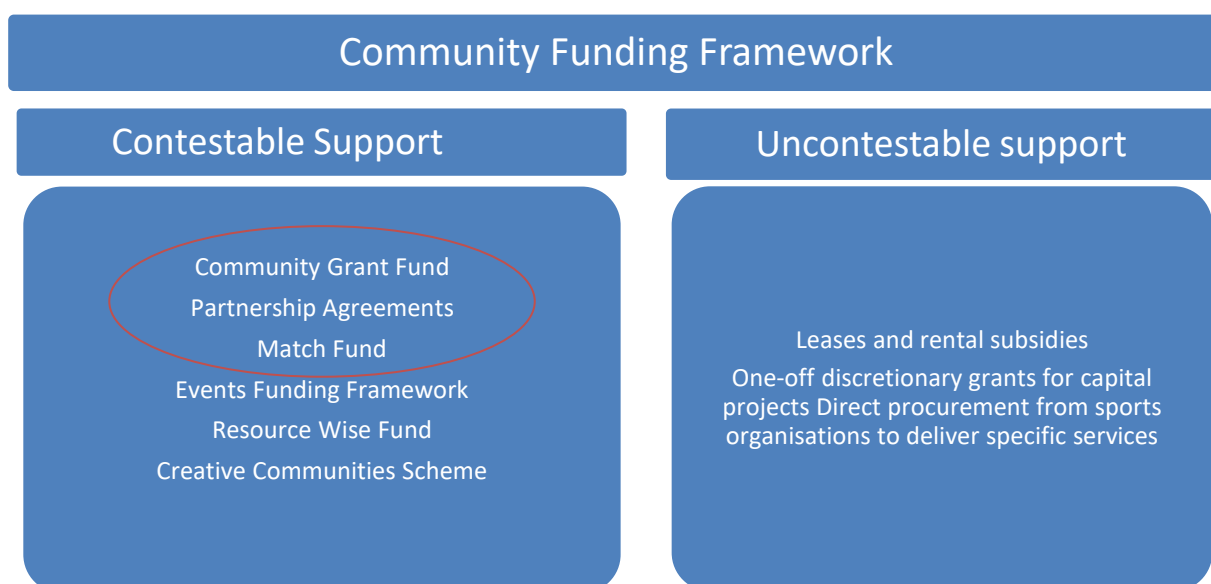 Community Funding Framework
Contestable Support
Community Grant Fund
Partnership Agreements
Match Fund
Events Funding Framework
Resource Wise Fund
Creative Communities Scheme
Uncontestable support
Leases and rental subsidies
One-off discretionary grants for capital
projects Direct procurement from sports
organisations to deliver specific services